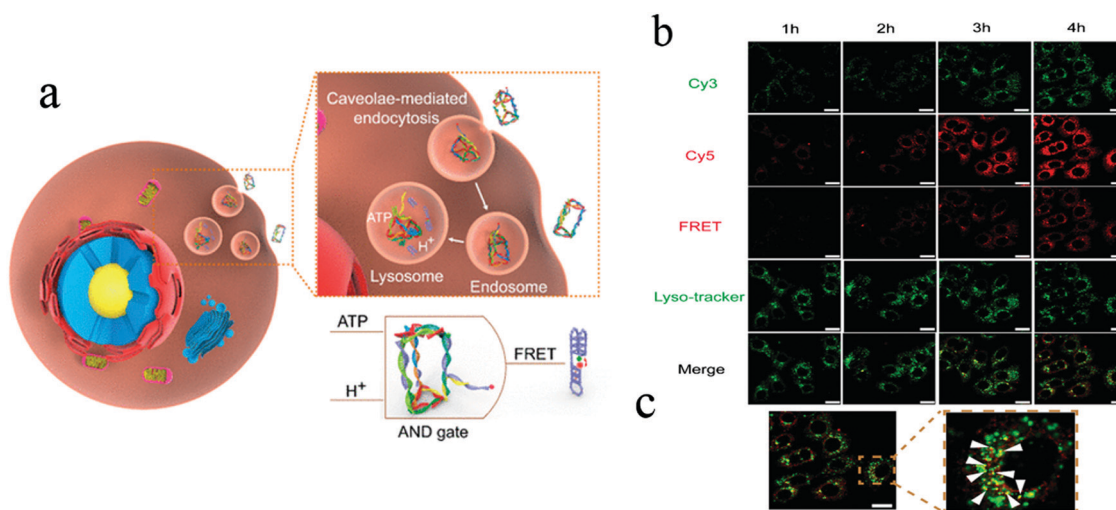 a
Caveolae-mediated
endocytosis
ATP
H+
Lysosome
Endosome
ATP
H+
FRET
AND gate
b
1h 2h 3h 4h
Cy3
Cy5
FRET
Lyso-tracker
Merge
c